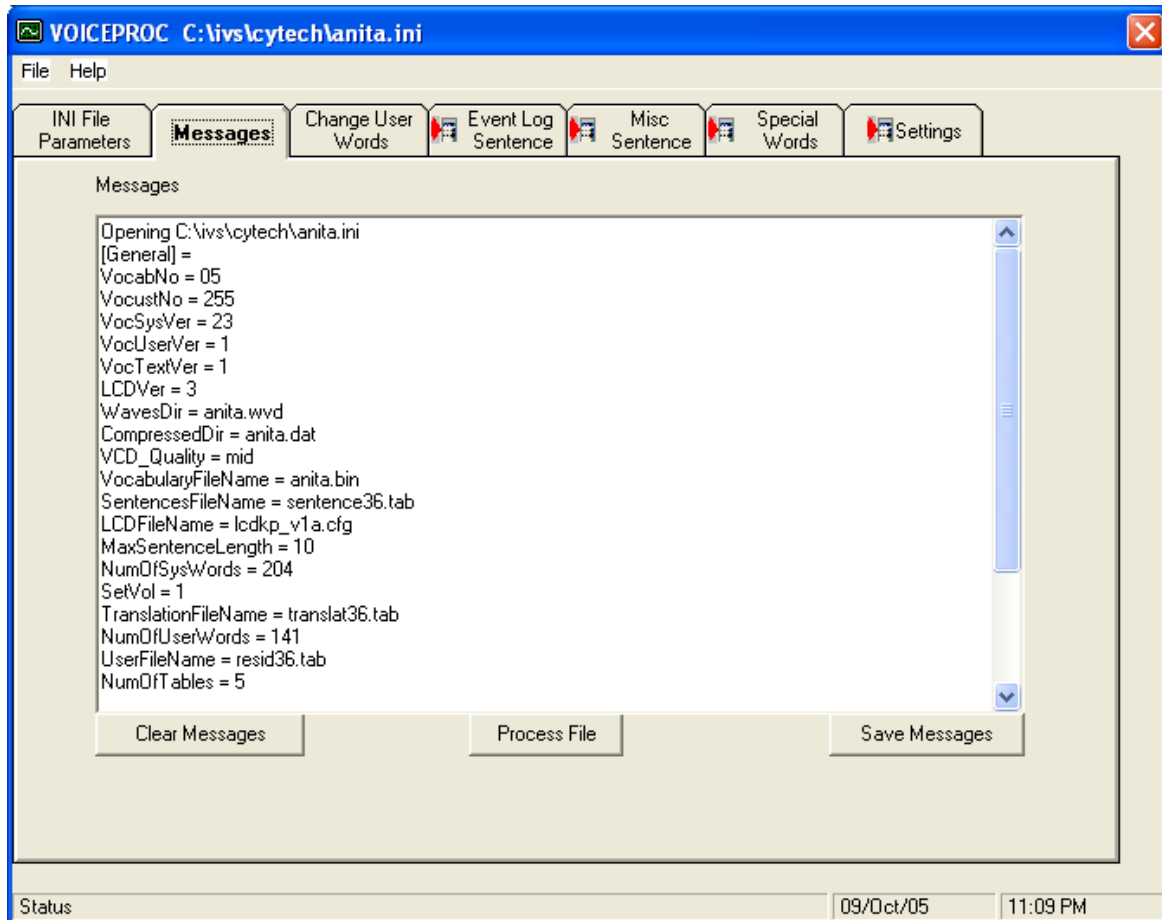 VOICEPROC C:\ivs\cytech\anita.ini
File Help
INI File Parameters
Messages
Change User Words
Event Log Sentence
Misc Sentence
Special Words
Settings
Messages
Opening C:\ivs\cytech\anita.ini
[General] =
VocabNo = 05
VocustNo = 255
VocSysVer = 23
VocUserVer = 1
VocTextVer = 1
LCDVer = 3
WavesDir = anita.wvd
CompressedDir = anita.dat
VCD_Quality = mid
VocabularyFileName = anita.bin
SentencesFileName = sentence36.tab
LCDFileName = lcdkp_v1a.cfg
MaxSentenceLength = 10
NumOfSysWords = 204
SetVol = 1
TranslationFileName = translat36.tab
NumOfUserWords = 141
UserFileName = resid36.tab
NumOfTables = 5
Clear Messages Process File Save Messages
Status 09/Oct/05 11:09 PM